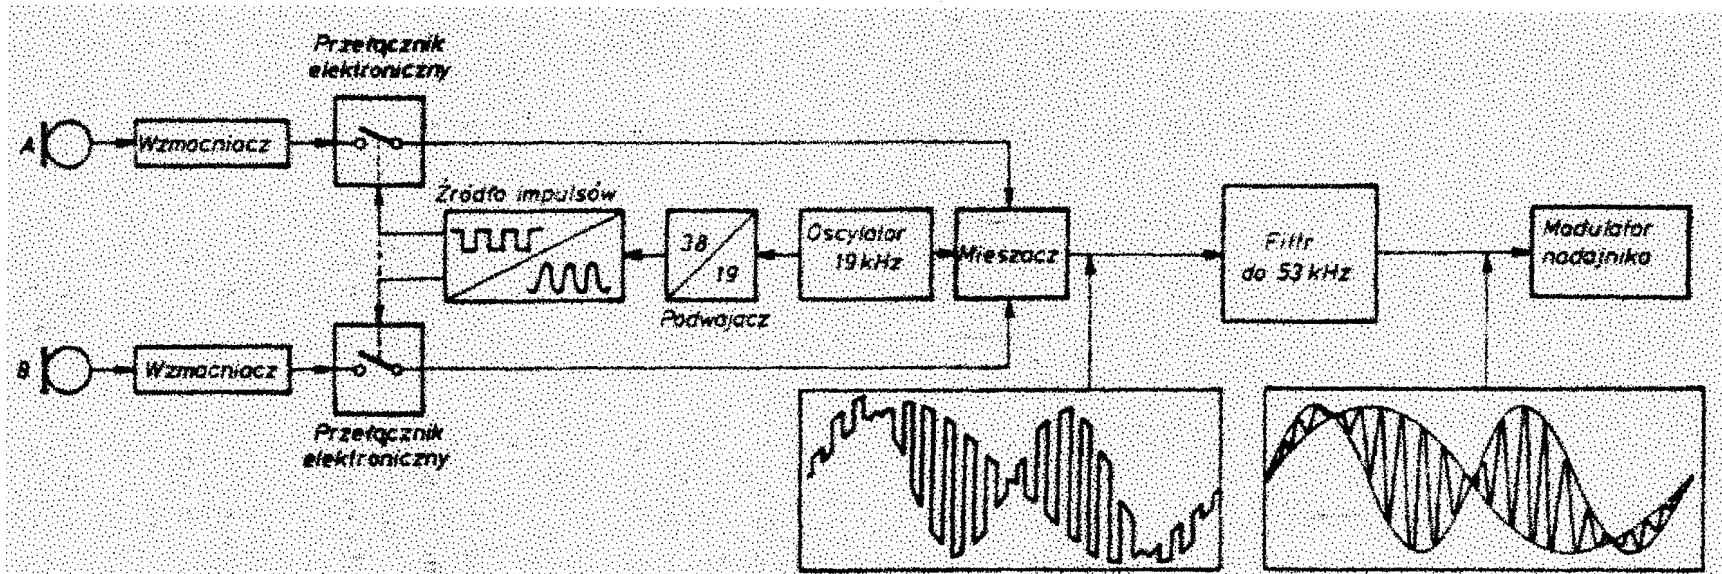 Przełącznik
elektroniczny
A
Wzmacniacz
Źródło impulsów
38
19
Podwajacz
Oscylator
19 kHz
Mieszacz
Filtr
do 53 kHz
Modulator
nadajnika
B
Wzmacniacz
Przełącznik
elektroniczny